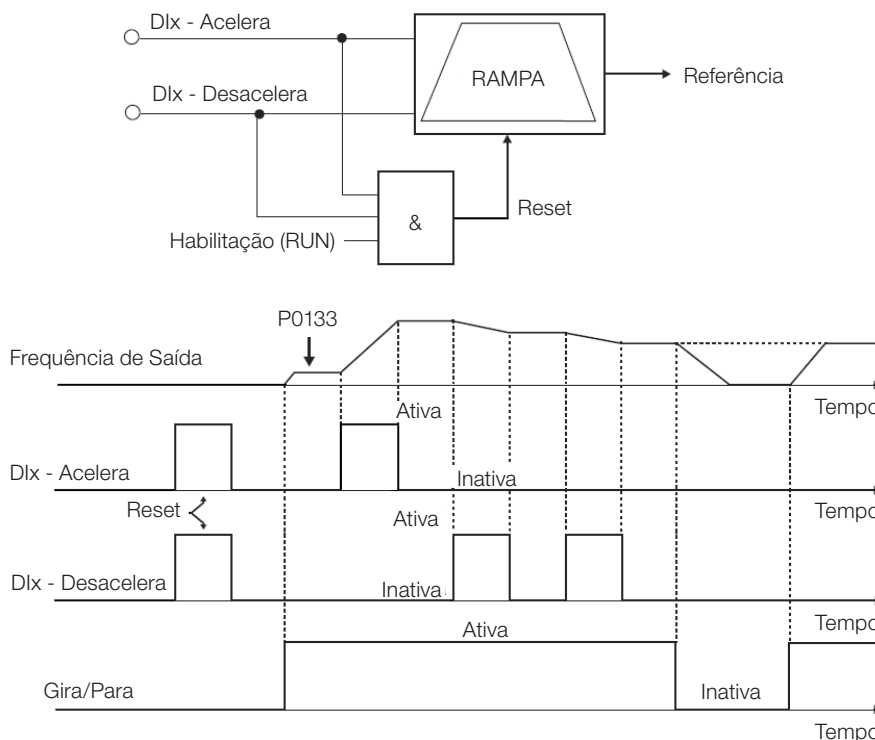 DIx - Acelera
RAMPA
Referência
DIx - Desacelera
&
Reset
Habilitação (RUN)
P0133
Frequência de Saída
Tempo
Ativa
DIx - Acelera
Inativa
Tempo
Reset
Ativa
DIx - Desacelera
Inativa
Tempo
Ativa
Gira/Para
Inativa
Tempo